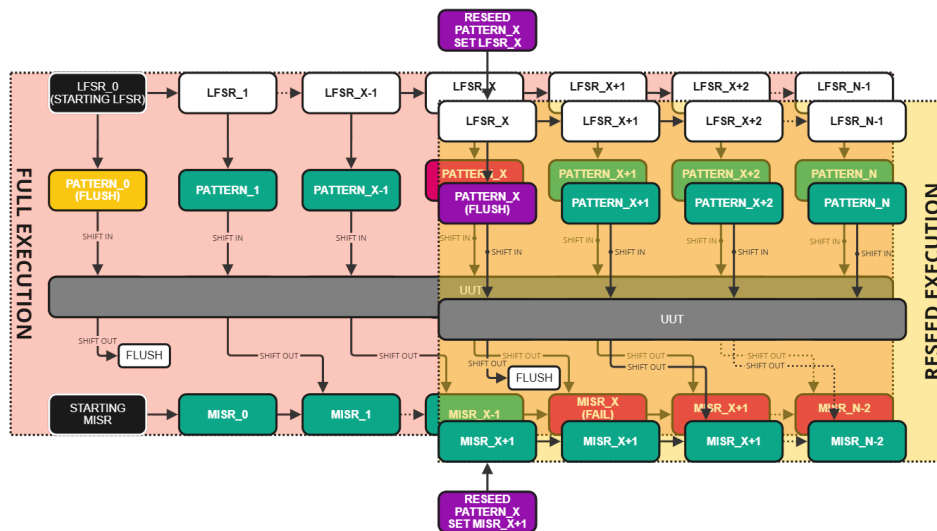 RESEED
PATTERN_X
SET LFSR_X
LFSR_0
(STARTING LFSR)
LFSR_1
LFSR_X-1
LFSR_X
LFSR_X+1
LFSR_X+2
LFSR_N-1
LFSR_X
LFSR_X+1
LFSR_X+2
LFSR_N-1
FULL EXECUTION
RESEED EXECUTION
PATTERN_0
(FLUSH)
PATTERN_1
PATTERN_X-1
PATTERN_X
PATTERN_X+1
PATTERN_X+2
PATTERN_N
PATTERN_X
(FLUSH)
PATTERN_X+1
PATTERN_X+2
PATTERN_N
SHIFT IN
SHIFT IN
SHIFT IN
SHIFT IN
SHIFT IN
SHIFT IN
SHIFT IN
SHIFT IN
SHIFT IN
SHIFT IN
SHIFT IN
UUT
UUT
SHIFT OUT
FLUSH
SHIFT OUT
SHIFT OUT
SHIFT OUT
SHIFT OUT
SHIFT OUT
SHIFT OUT
SHIFT OUT
SHIFT OUT
FLUSH
STARTING
MISR
MISR_0
MISR_1
MISR_X-1
MISR_X
(FAIL)
MISR_X+1
MISR_N-2
MISR_X+1
MISR_X+1
MISR_X+1
MISR_N-2
RESEED
PATTERN_X
SET MISR_X+1